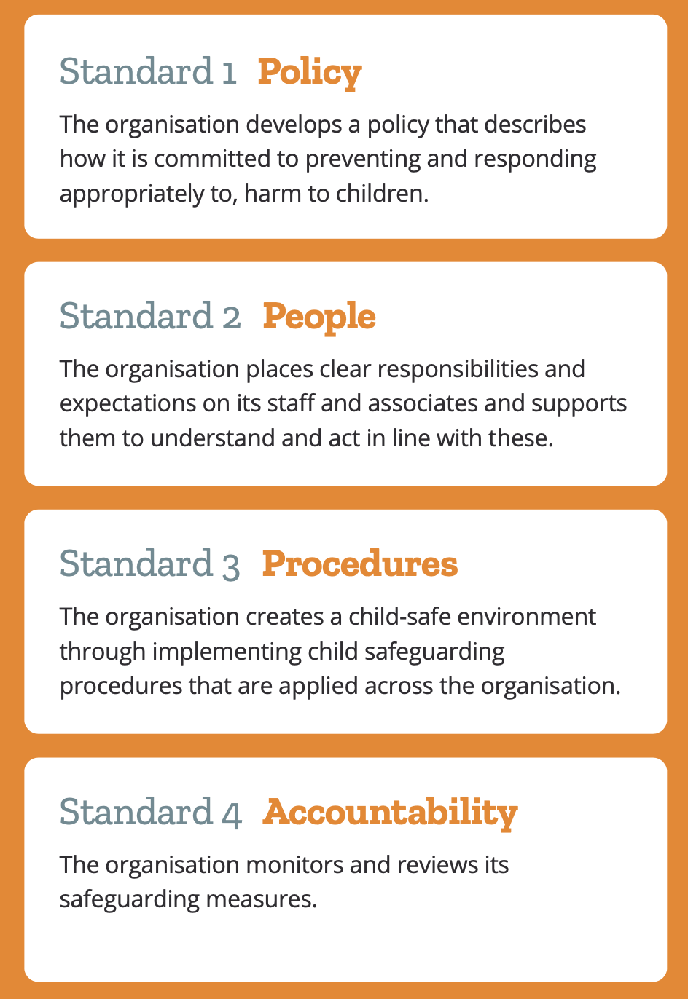 Standard 1 Policy
The organisation develops a policy that describes
how it is committed to preventing and responding
appropriately to, harm to children.
Standard 2 People
The organisation places clear responsibilities and
expectations on its staff and associates and supports
them to understand and act in line with these.
Standard 3 Procedures
The organisation creates a child-safe environment
through implementing child safeguarding
procedures that are applied across the organisation.
Standard 4 Accountability
The organisation monitors and reviews its
safeguarding measures.